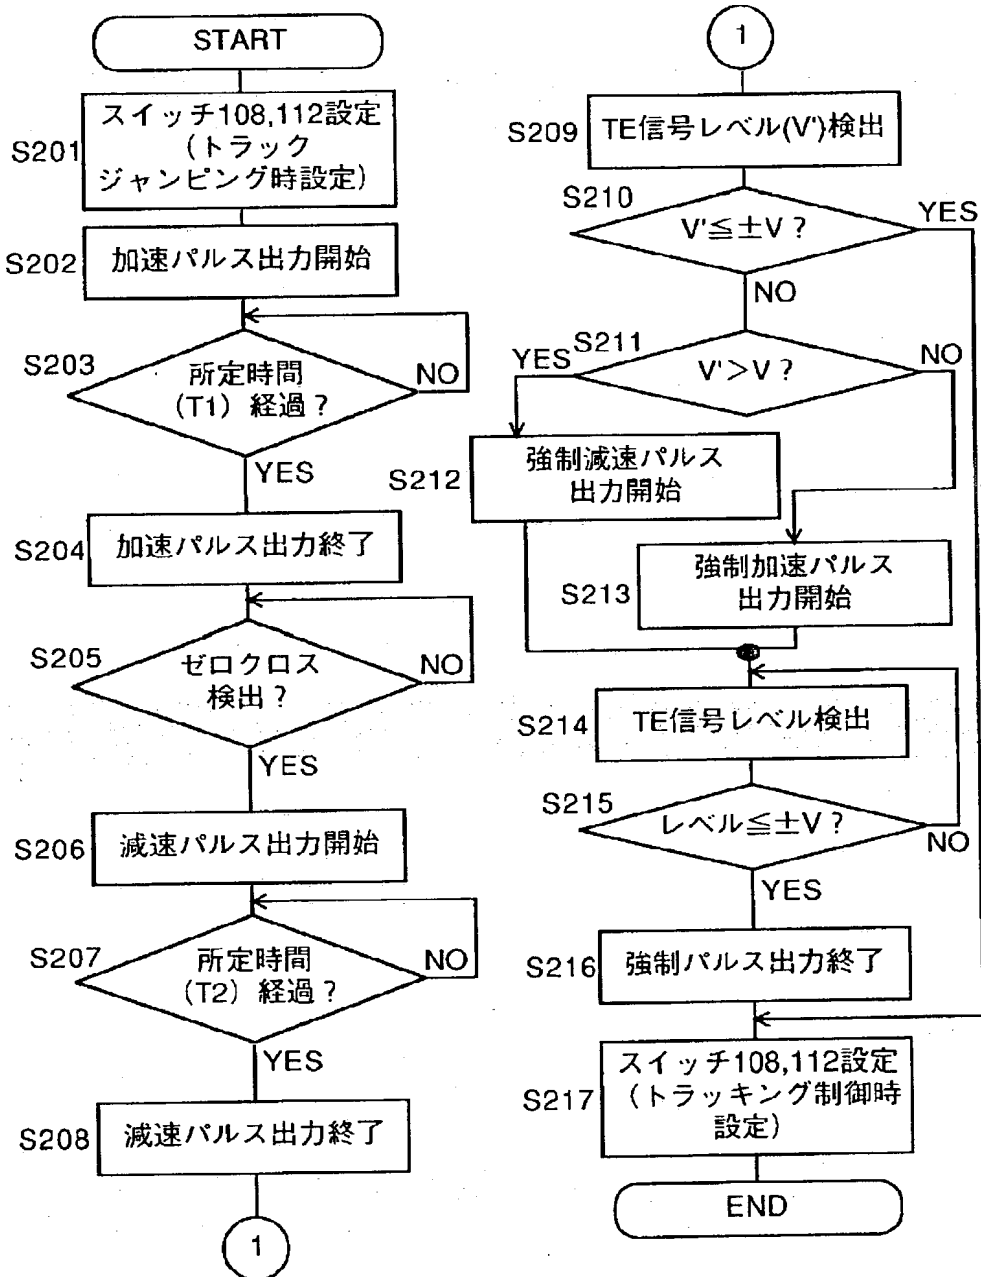 START
S201
スイッチ108,112設定
(トラック
ジャンピング時設定)
S202
加速パルス出力開始
S203
所定時間
(T1) 経過?
NO
YES
S204
加速パルス出力終了
S205
ゼロクロス
検出?
NO
YES
S206
減速パルス出力開始
S207
所定時間
(T2) 経過?
NO
YES
S208
減速パルス出力終了
1
1
S209
TE信号レベル(V')検出
S210
V'≦±V?
YES
NO
S211
V'>V?
YES
NO
S212
強制減速パルス
出力開始
S213
強制加速パルス
出力開始
S214
TE信号レベル検出
S215
レベル≦±V?
NO
YES
S216
強制パルス出力終了
S217
スイッチ108,112設定
(トラッキング制御時
設定)
END